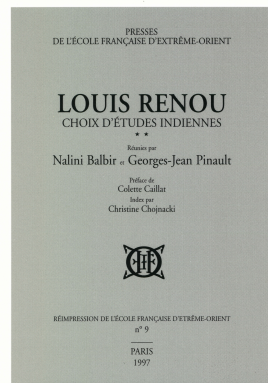 PRESSES
DE L'ÉCOLE FRANÇAISE D'EXTRÊME-ORIENT
LOUIS RENOU
CHOIX D'ÉTUDES INDIENNES
★ ★
Réunies par
Nalini Balbir et Georges-Jean Pinault
Préface de
Colette Caillat
Index par
Christine Chojnacki
RÉIMPRESSION DE L'ÉCOLE FRANÇAISE D'ETRÊME-ORIENT
n° 9
PARIS
1997